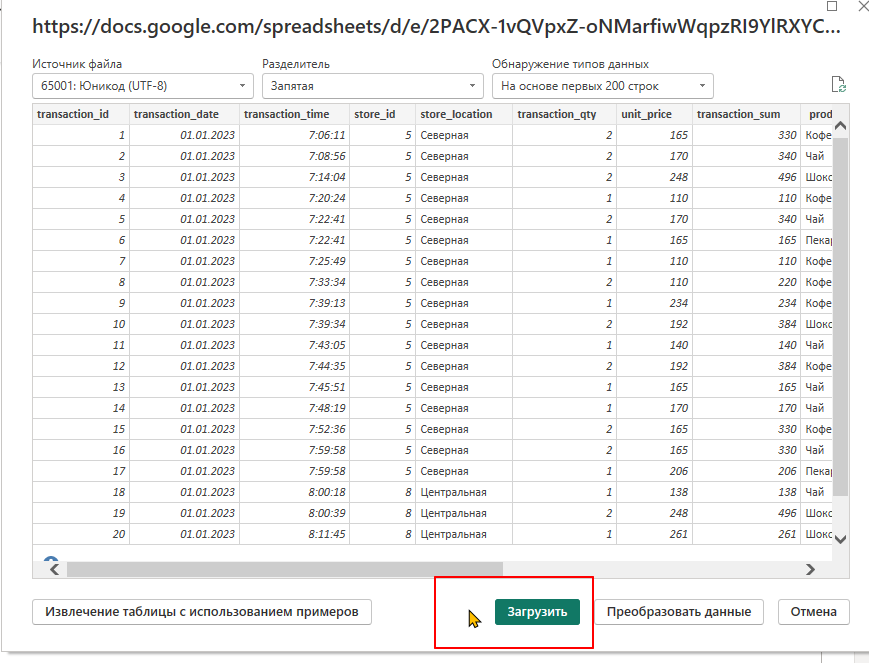 https://docs.google.com/spreadsheets/d/e/2PACX-1vQVpxZ-oNMarfiwWqpzRI9YlRXYC...
Источник файла Разделитель Обнаружение типов данных
65001: Юникод (UTF-8) Запятая На основе первых 200 строк
transaction_id transaction_date transaction_time store_id store_location transaction_qty unit_price transaction_sum prod
1 01.01.2023 7:06:11 5 Северная 2 165 330 Кофе
2 01.01.2023 7:08:56 5 Северная 2 170 340 Чай
3 01.01.2023 7:14:04 5 Северная 2 248 496 Шоко
4 01.01.2023 7:20:24 5 Северная 1 110 110 Кофе
5 01.01.2023 7:22:41 5 Северная 2 170 340 Чай
6 01.01.2023 7:22:41 5 Северная 1 165 165 Пекар
7 01.01.2023 7:25:49 5 Северная 1 110 110 Кофе
8 01.01.2023 7:33:34 5 Северная 2 110 220 Кофе
9 01.01.2023 7:39:13 5 Северная 1 234 234 Кофе
10 01.01.2023 7:39:34 5 Северная 2 192 384 Шоко
11 01.01.2023 7:43:05 5 Северная 1 140 140 Чай
12 01.01.2023 7:44:35 5 Северная 2 192 384 Кофе
13 01.01.2023 7:45:51 5 Северная 1 165 165 Чай
14 01.01.2023 7:48:19 5 Северная 1 170 170 Чай
15 01.01.2023 7:52:36 5 Северная 2 165 330 Кофе
16 01.01.2023 7:59:58 5 Северная 2 165 330 Чай
17 01.01.2023 7:59:58 5 Северная 1 206 206 Пекар
18 01.01.2023 8:00:18 8 Центральная 1 138 138 Чай
19 01.01.2023 8:00:39 8 Центральная 2 248 496 Шоко
20 01.01.2023 8:11:45 8 Центральная 1 261 261 Шоко
Извлечение таблицы с использованием примеров Загрузить Преобразовать данные Отмена